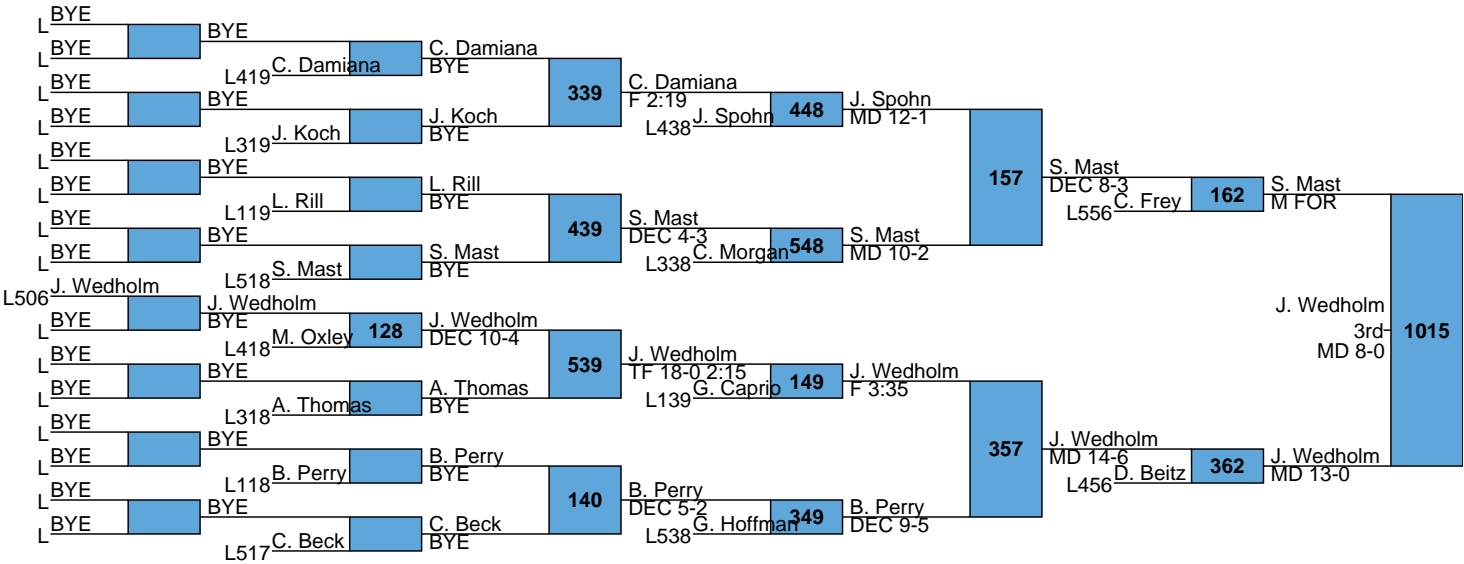 BYE
L
BYE
L
BYE
C. Damiana
L419
C. Damiana
BYE
BYE
L
BYE
L
BYE
J. Koch
L319
J. Koch
BYE
339
C. Damiana
F 2:19
J. Spohn
L438
448
J. Spohn
MD 12-1
BYE
L
BYE
L
BYE
L. Rill
L119
L. Rill
BYE
BYE
L
BYE
L
BYE
S. Mast
L518
S. Mast
BYE
439
S. Mast
DEC 4-3
C. Morgan
L338
548
S. Mast
MD 10-2
157
S. Mast
DEC 8-3
C. Frey
L556
162
S. Mast
M FOR
J. Wedholm
L506
BYE
L
J. Wedholm
BYE
M. Oxley
L418
128
J. Wedholm
DEC 10-4
BYE
L
BYE
L
BYE
A. Thomas
L318
A. Thomas
BYE
539
J. Wedholm
TF 18-0 2:15
G. Caprio
L139
149
J. Wedholm
F 3:35
BYE
L
BYE
L
BYE
B. Perry
L118
B. Perry
BYE
BYE
L
BYE
L
BYE
C. Beck
L517
C. Beck
BYE
140
B. Perry
DEC 5-2
G. Hoffman
L538
349
B. Perry
DEC 9-5
357
J. Wedholm
MD 14-6
D. Beitz
L456
362
J. Wedholm
MD 13-0
1015
J. Wedholm
3rd
MD 8-0